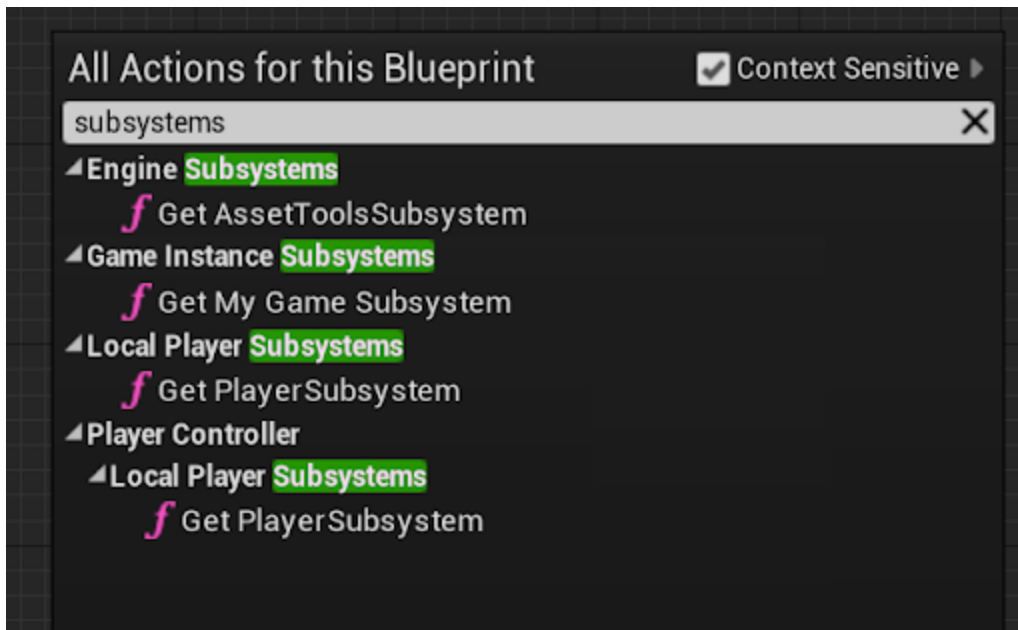 All Actions for this Blueprint Context Sensitive
subsystems
Engine Subsystems
Get AssetToolsSubsystem
Game Instance Subsystems
Get My Game Subsystem
Local Player Subsystems
Get PlayerSubsystem
Player Controller
Local Player Subsystems
Get PlayerSubsystem